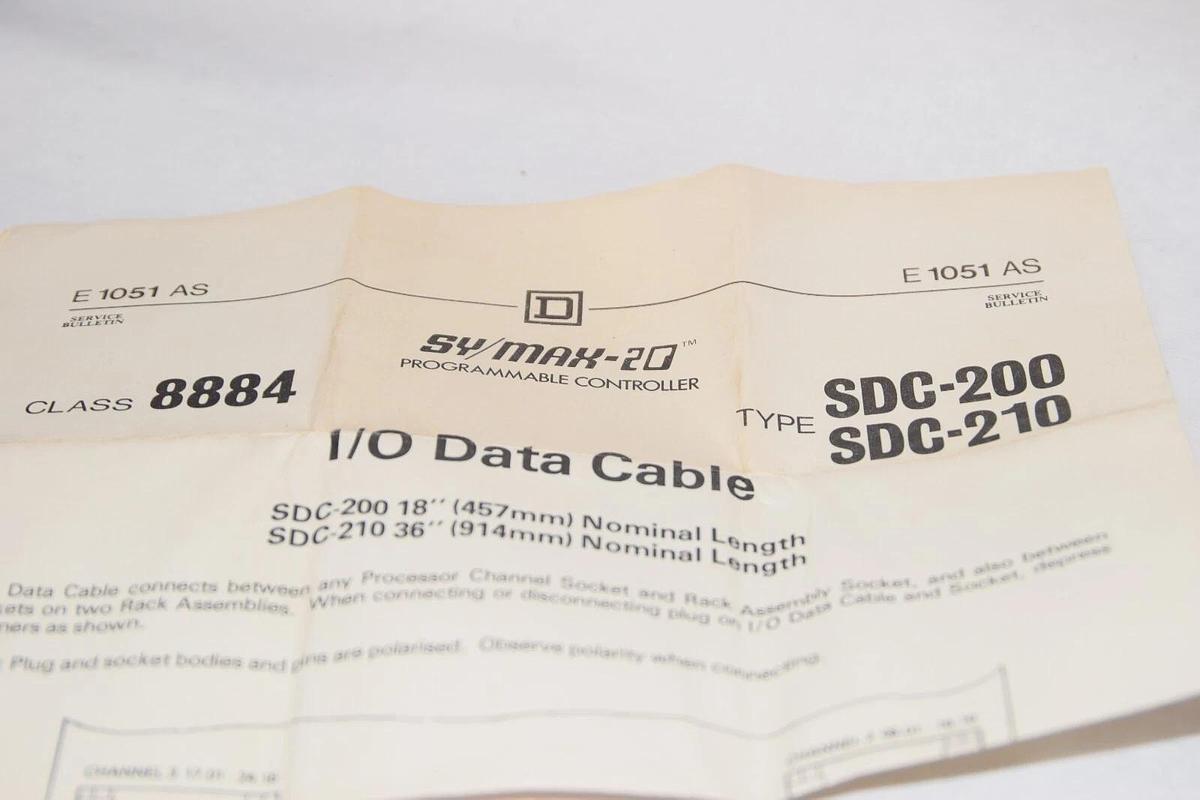 E 1051 AS
SERVICE
BULLETIN
E 1051 AS
SERVICE
BULLETIN
D
SY/MAX-20™
PROGRAMMABLE CONTROLLER
CLASS 8884
TYPE SDC-200
SDC-210
I/O Data Cable
SDC-200 18'' (457mm) Nominal Length
SDC-210 36'' (914mm) Nominal Length
Data Cable connects between any Processor Channel Socket and Rack Assembly Socket, and also between
ets on two Rack Assemblies. When connecting or disconnecting plug on I/O Data Cable and Socket, depress
ners as shown.
: Plug and socket bodies and pins are polarised. Observe polarity when connecting.
CHANNEL
CHANNEL